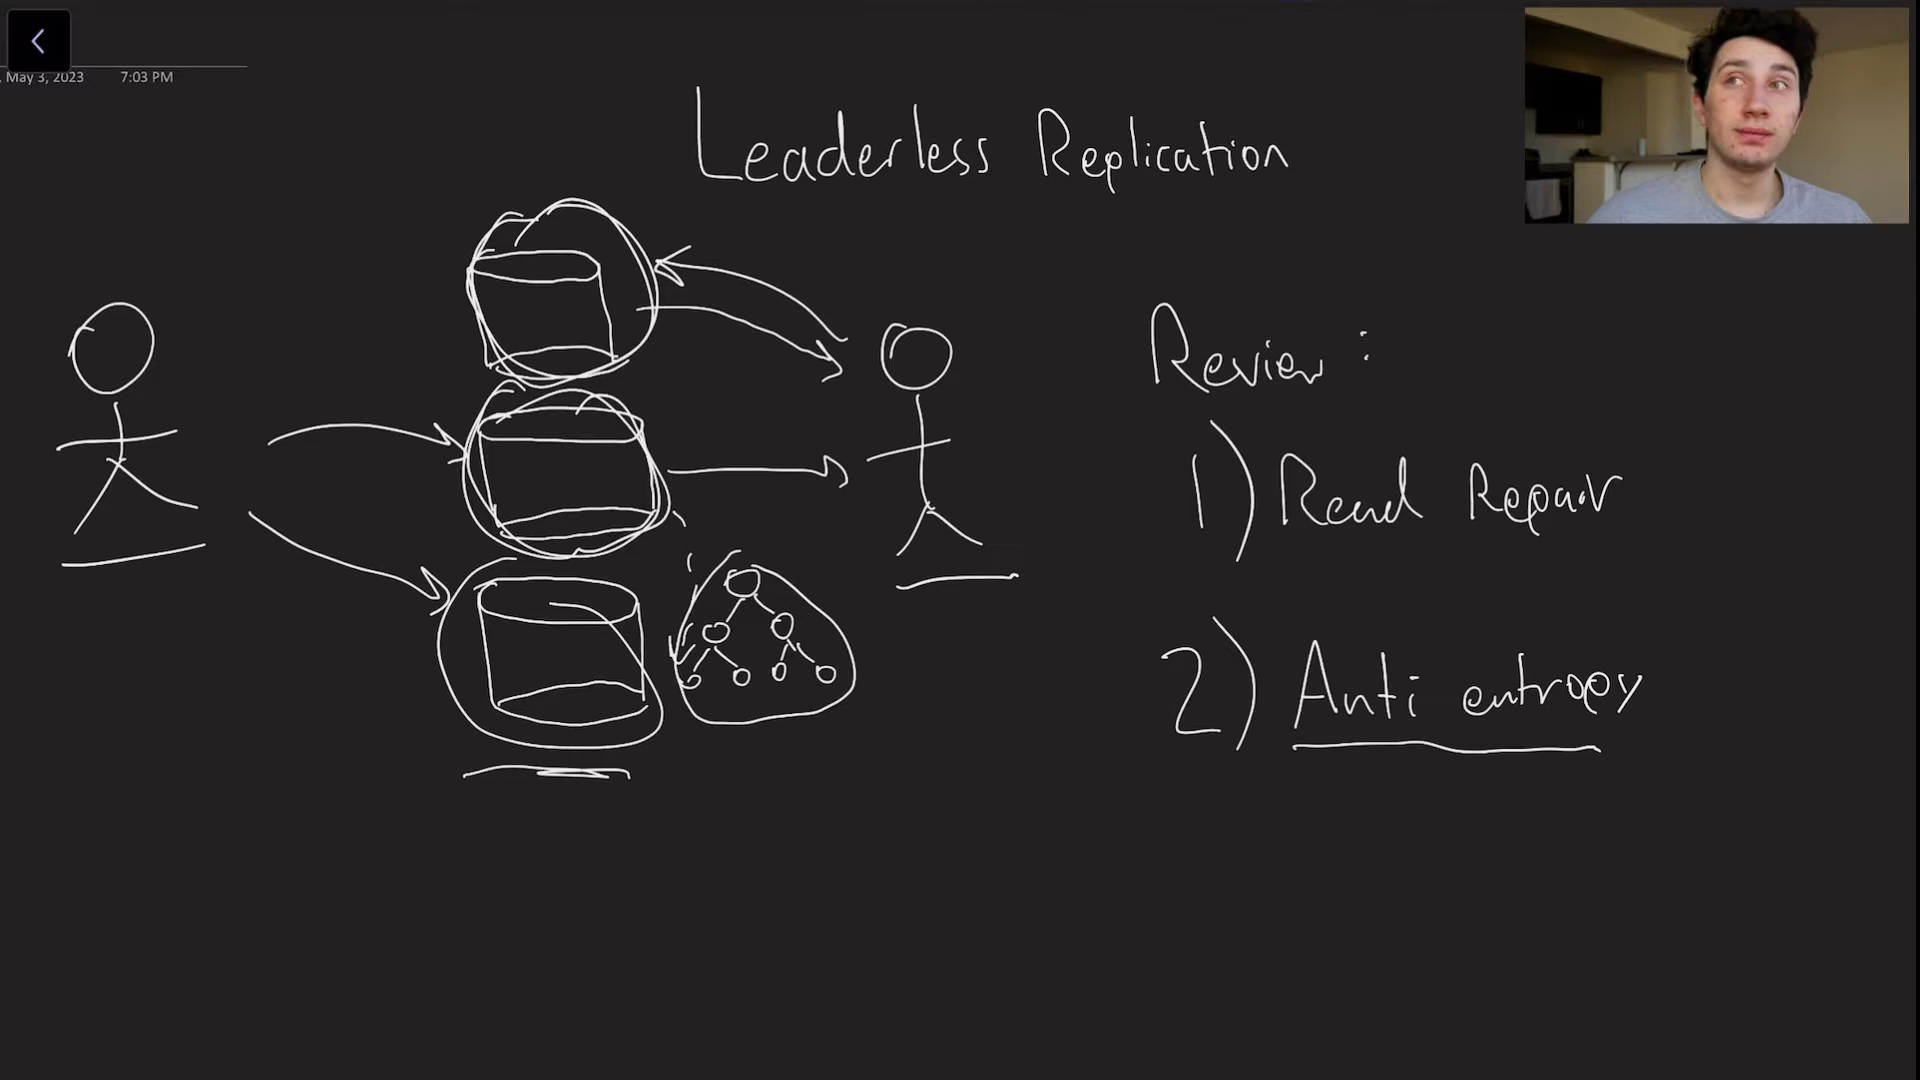 , May 3, 2023 7:03 PM
Leaderless Replication
Review :
1) Read Repair
2) Anti entropy